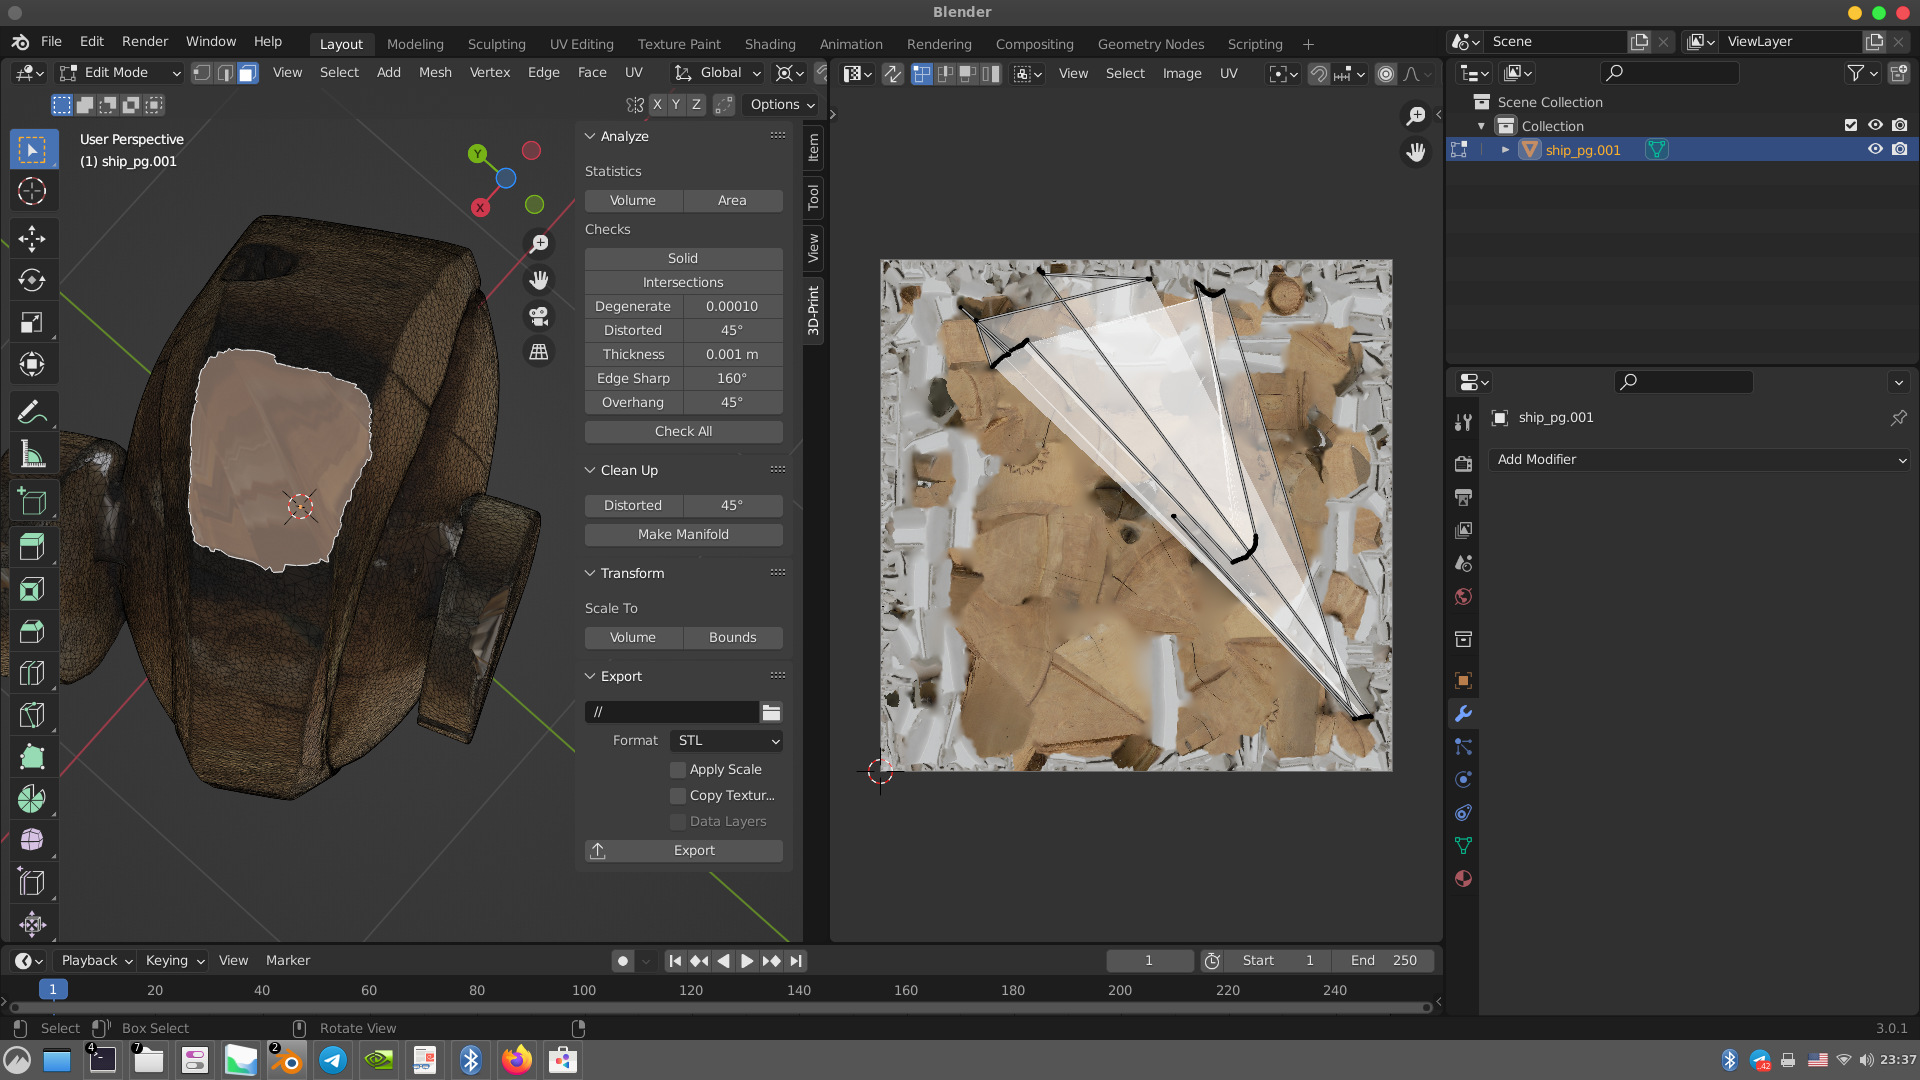 Blender
File Edit Render Window Help
Layout Modeling Sculpting UV Editing Texture Paint Shading Animation Rendering Compositing Geometry Nodes Scripting +
Scene
ViewLayer
Edit Mode View Select Add Mesh Vertex Edge Face UV Global
View Select Image UV
X Y Z Options
User Perspective
(1) ship_pg.001
Y
X
Analyze
Statistics
Volume Area
Checks
Solid
Intersections
Degenerate 0.00010
Distorted 45°
Thickness 0.001 m
Edge Sharp 160°
Overhang 45°
Check All
Clean Up
Distorted 45°
Make Manifold
Transform
Scale To
Volume Bounds
Export
//
Format STL
Apply Scale
Copy Textur...
Data Layers
Export
Item
Tool
View
3D-Print
Scene Collection
Collection
ship_pg.001
ship_pg.001
Add Modifier
Playback Keying View Marker
1 Start 1 End 250
1 20 40 60 80 100 120 140 160 180 200 220 240
Select Box Select Rotate View
3.0.1
4 7 2
42
23:37